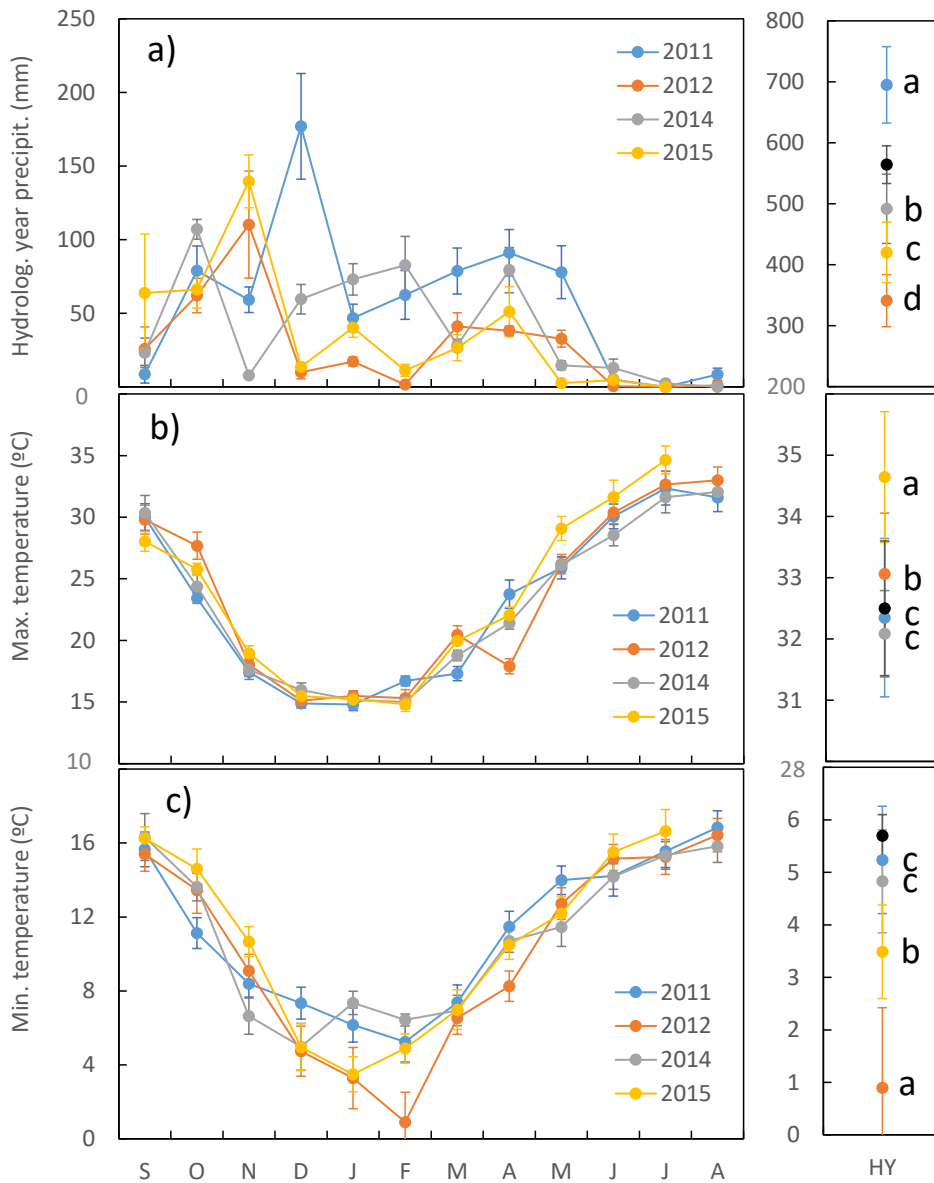 Hydrolog. year precipit. (mm)
250
200
150
100
50
0
a)
2011
2012
2014
2015
800
700
600
500
400
300
200
a
b
c
d
Max. temperature (ºC)
35
30
25
20
15
10
b)
2011
2012
2014
2015
35
34
33
32
31
a
b
c
c
Min. temperature (ºC)
16
12
8
4
0
c)
2011
2012
2014
2015
28
6
5
4
3
2
1
0
c
c
b
a
S O N D J F M A M J J A
HY